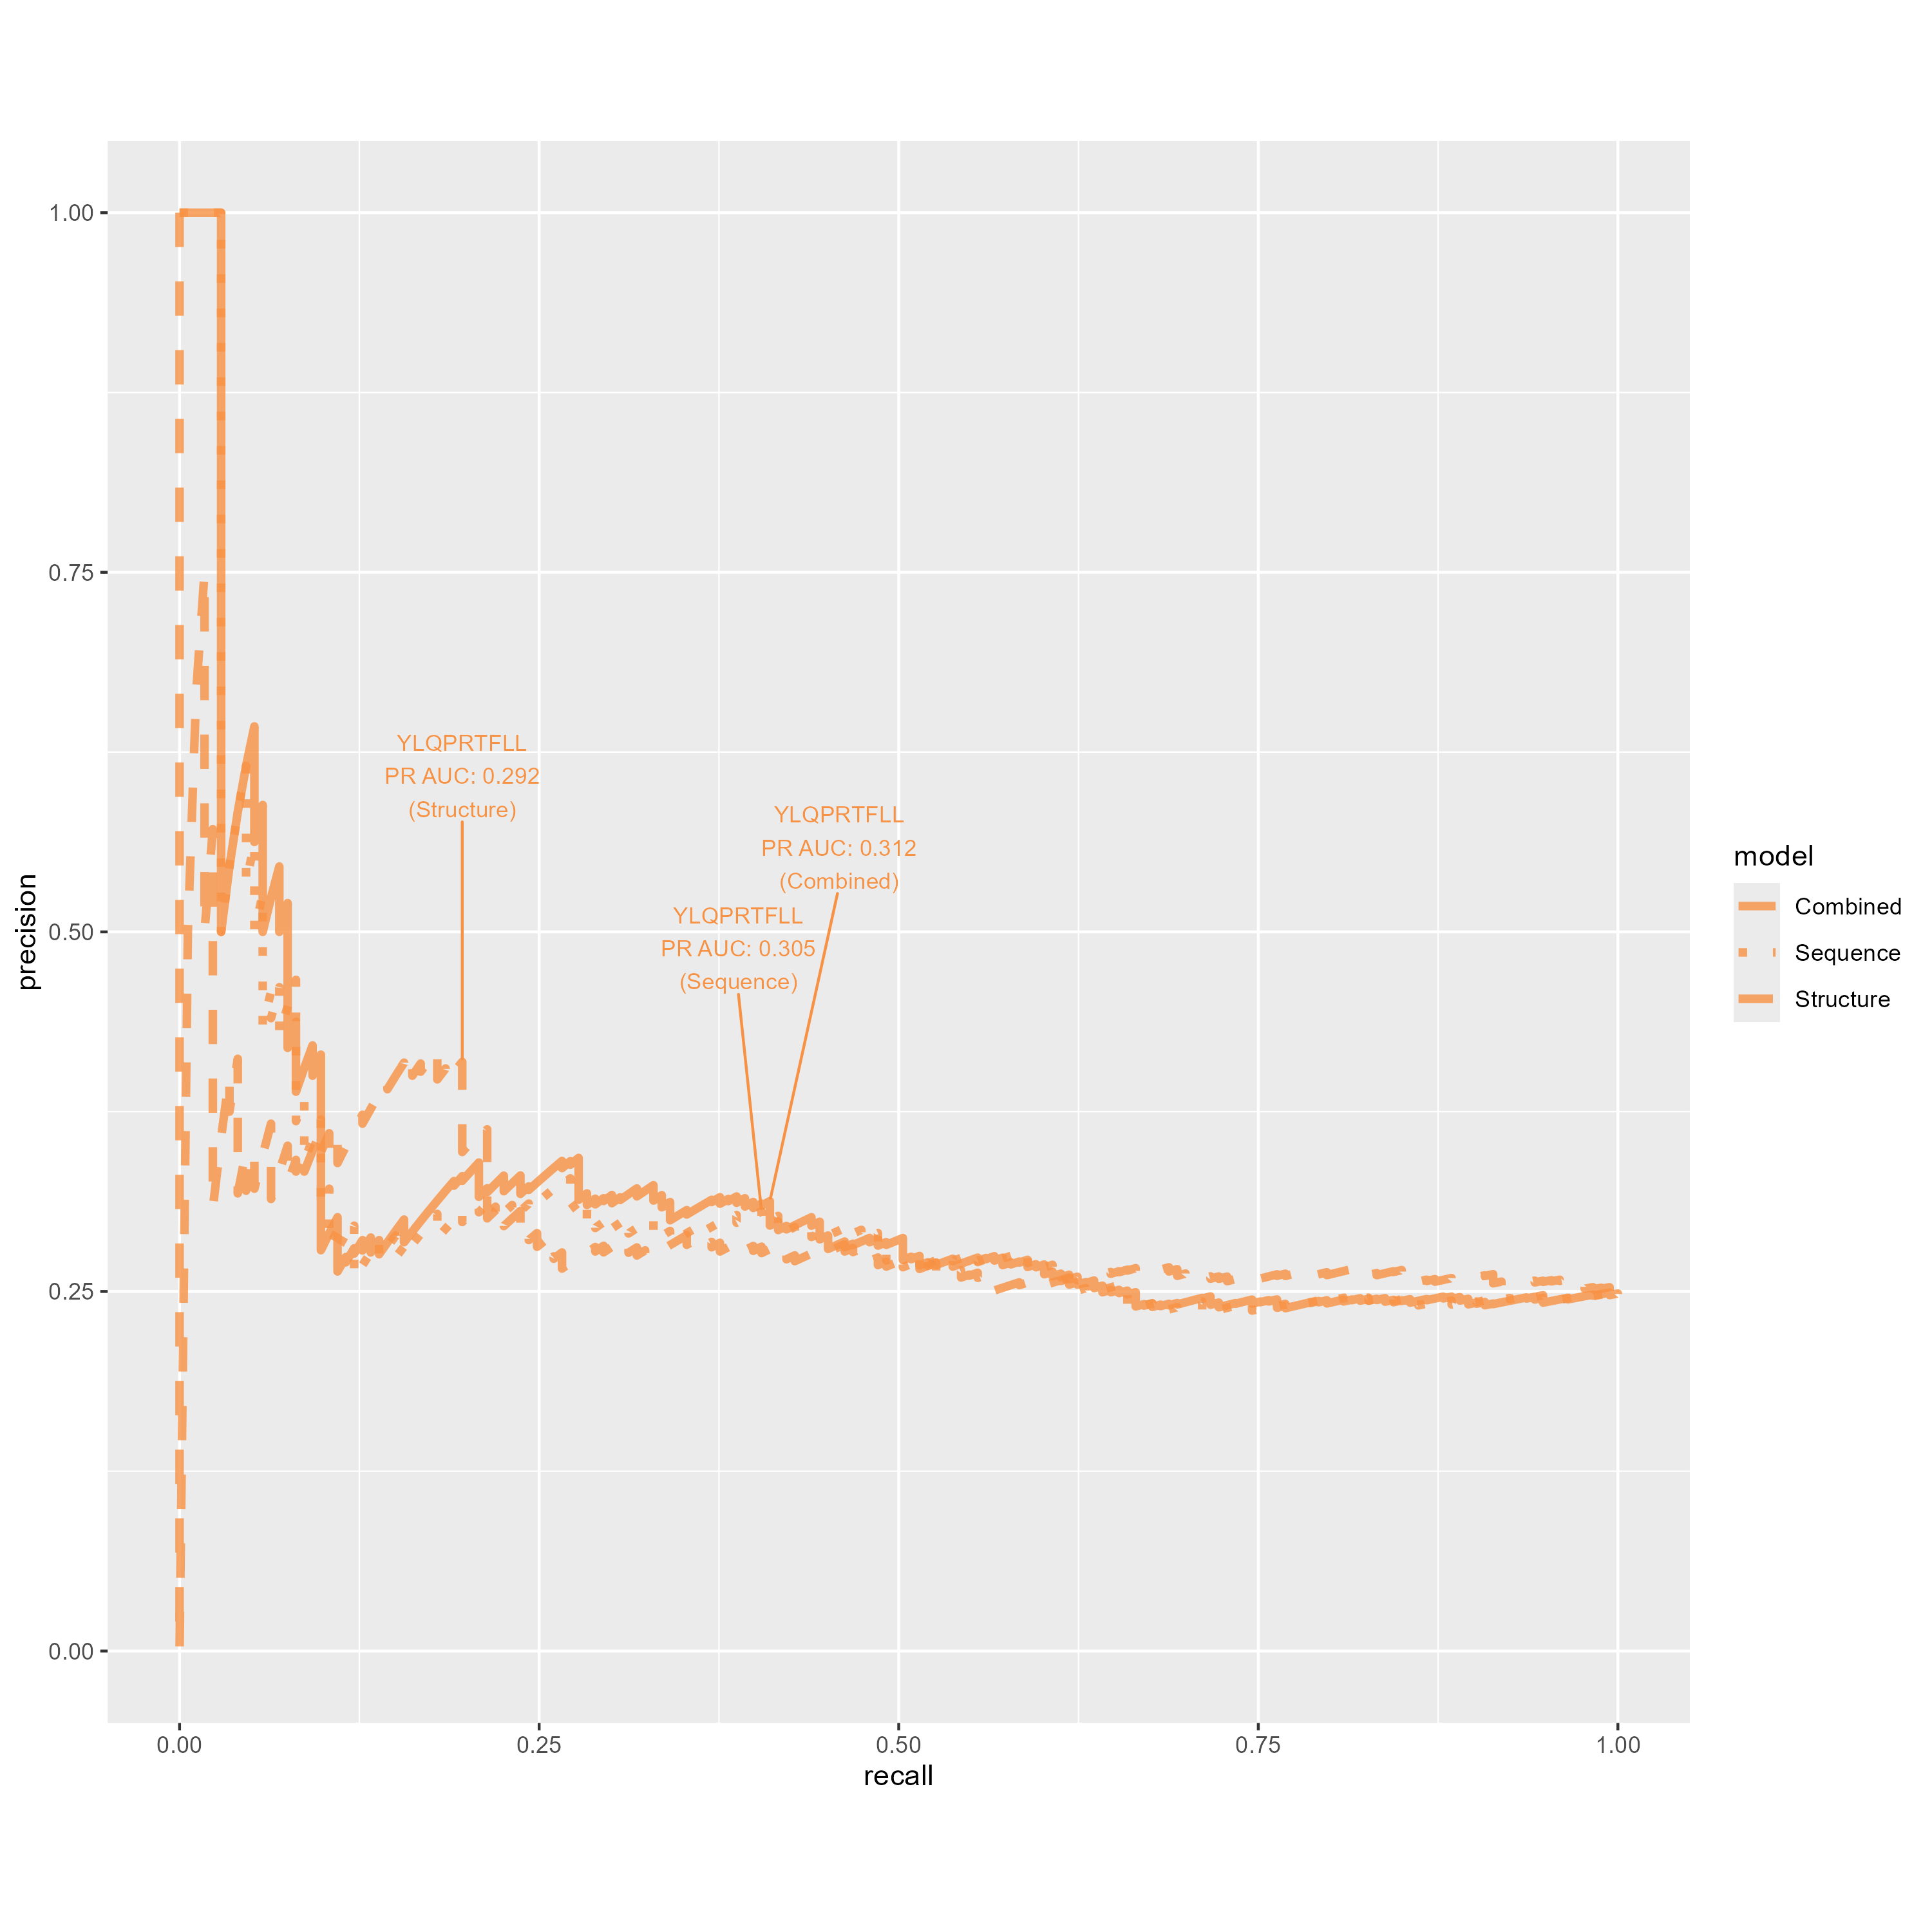 1.00
0.75
0.50
0.25
0.00
precision
YLQPRTFLL
PR AUC: 0.292
(Structure)
YLQPRTFLL
PR AUC: 0.312
(Combined)
YLQPRTFLL
PR AUC: 0.305
(Sequence)
0.00
0.25
0.50
0.75
1.00
recall
model
Combined
Sequence
Structure